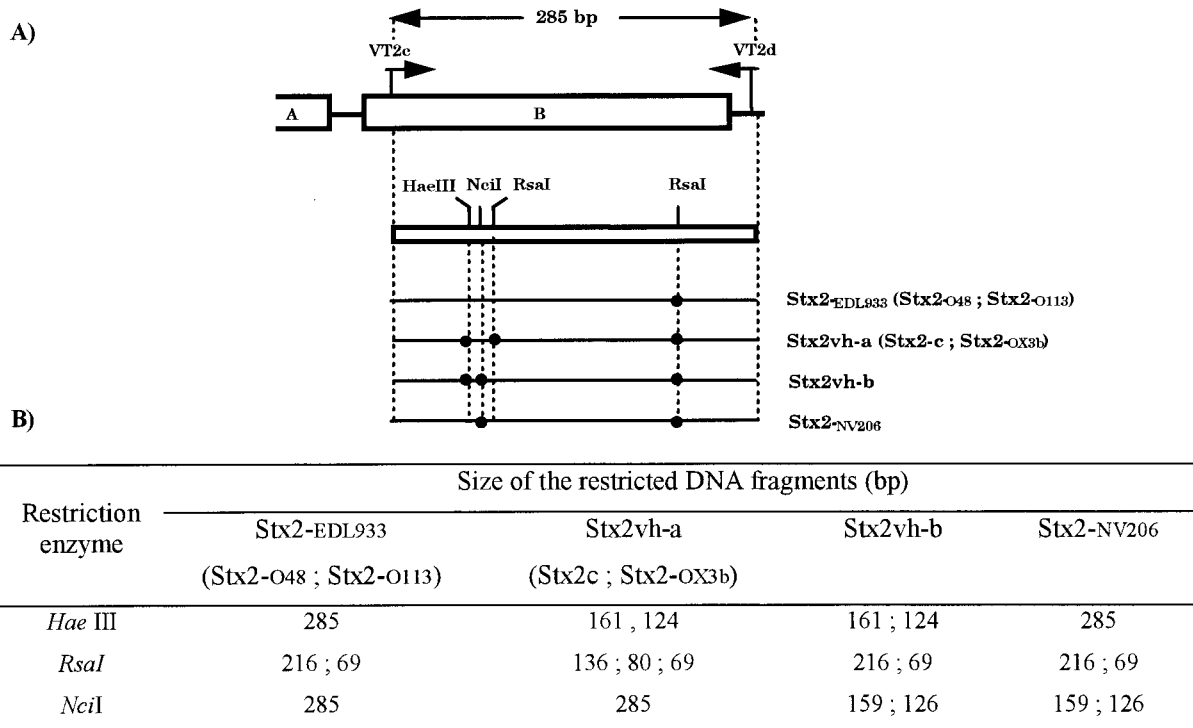 A)
285 bp
VT2c VT2d
A B
HaeIII NciI RsaI RsaI
Stx2-EDL933 (Stx2-O48 ; Stx2-O113)
Stx2vh-a (Stx2-c ; Stx2-OX3b)
Stx2vh-b
Stx2-NV206
B)
Size of the restricted DNA fragments (bp)
Restriction enzyme
Stx2-EDL933 Stx2vh-a Stx2vh-b Stx2-NV206
(Stx2-O48 ; Stx2-O113) (Stx2c ; Stx2-OX3b)
Hae III 285 161 , 124 161 ; 124 285
RsaI 216 ; 69 136 ; 80 ; 69 216 ; 69 216 ; 69
NciI 285 285 159 ; 126 159 ; 126